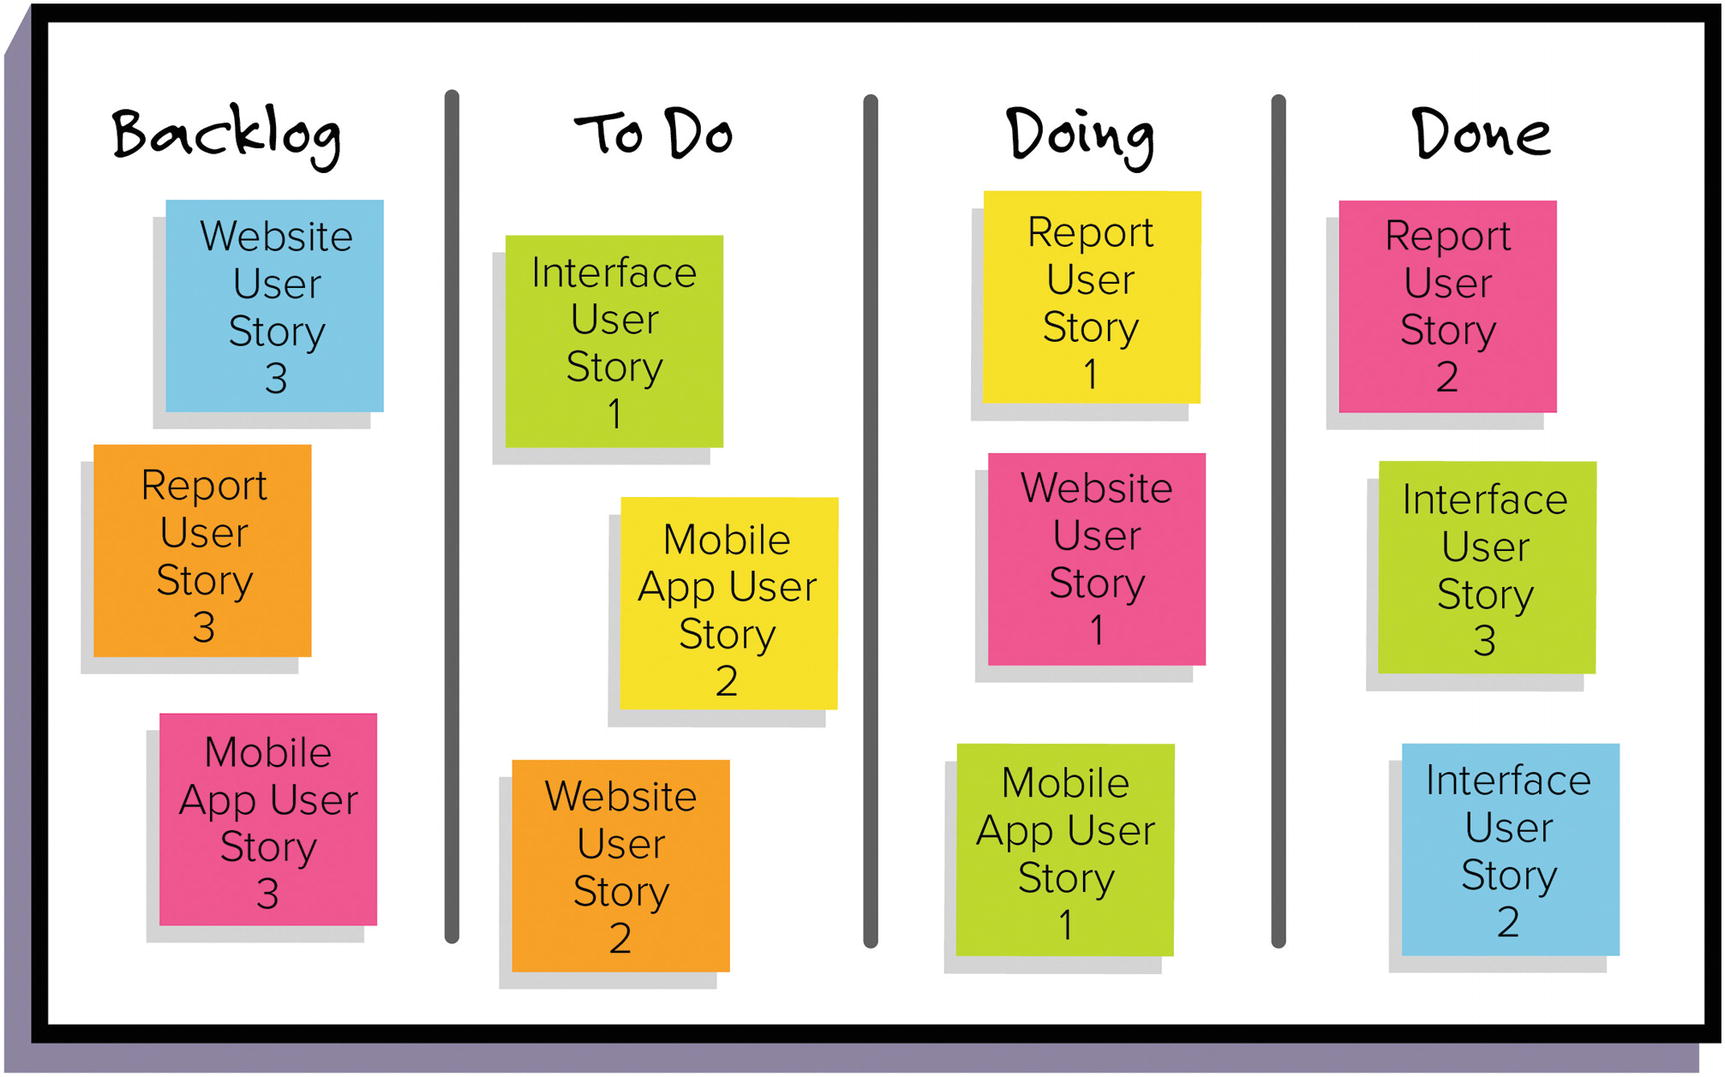 Backlog
Website
User
Story
3
Report
User
Story
3
Mobile
App User
Story
3
To Do
Interface
User
Story
1
Mobile
App User
Story
2
Website
User
Story
2
Doing
Report
User
Story
1
Website
User
Story
1
Mobile
App User
Story
1
Done
Report
User
Story
2
Interface
User
Story
3
Interface
User
Story
2